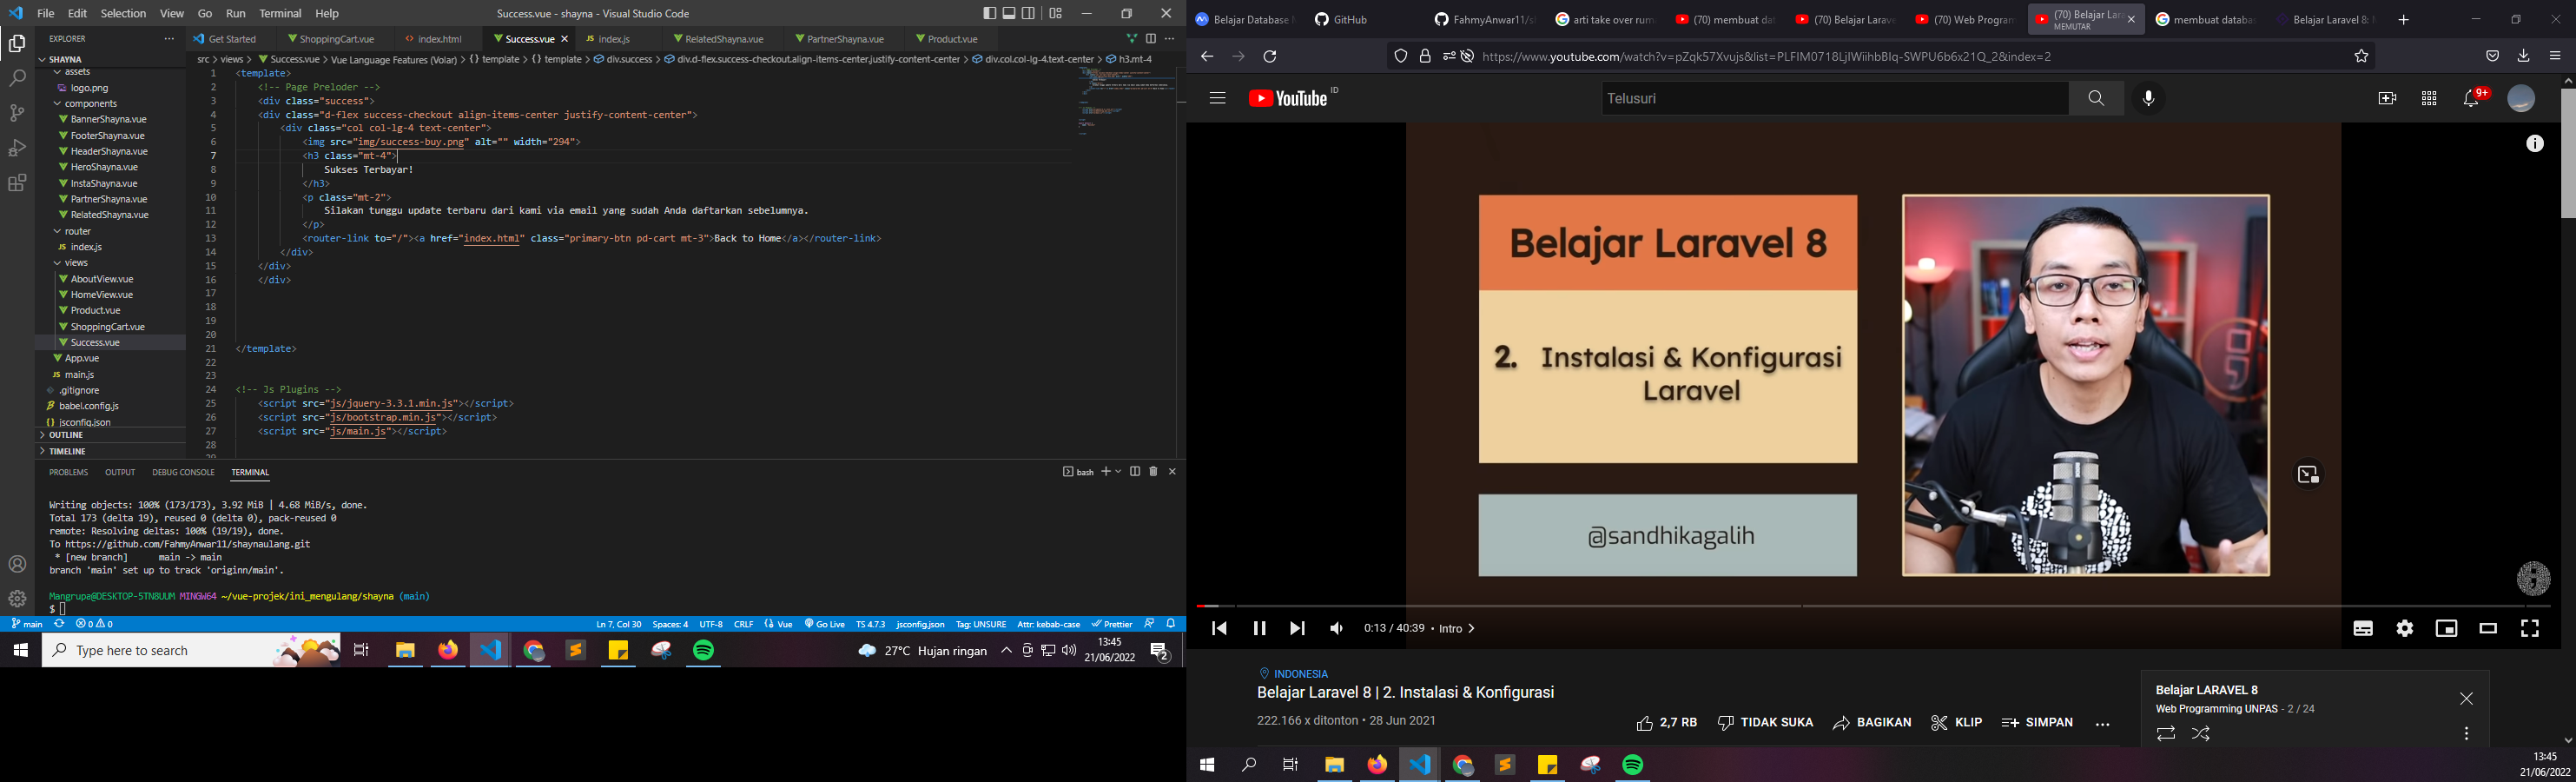 File Edit Selection View Go Run Terminal Help
Success.vue - shayna - Visual Studio Code
EXPLORER
Get Started ShoppingCart.vue index.html Success.vue index.js RelatedShayna.vue PartnerShayna.vue Product.vue
src > views > Success.vue > Vue Language Features (Volar) > {} template > {} template > div.success > div.d-flex.success-checkout.align-items-center.justify-content-center > div.col.col-lg-4.text-center > h3.mt-4
SHAYNA
assets
logo.png
components
BannerShayna.vue
FooterShayna.vue
HeaderShayna.vue
HeroShayna.vue
InstaShayna.vue
PartnerShayna.vue
RelatedShayna.vue
router
index.js
views
AboutView.vue
HomeView.vue
Product.vue
ShoppingCart.vue
Success.vue
App.vue
main.js
.gitignore
babel.config.js
jsconfig.json
OUTLINE
TIMELINE
1 <template>
2 <!-- Page Preloder -->
3 <div class="success">
4 <div class="d-flex success-checkout align-items-center justify-content-center">
5 <div class="col col-lg-4 text-center">
6 <img src="img/success-buy.png" alt="" width="294">
7 <h3 class="mt-4">
8 Sukses Terbayar!
9 </h3>
10 <p class="mt-2">
11 Silakan tunggu update terbaru dari kami via email yang sudah Anda daftarkan sebelumnya.
12 </p>
13 <router-link to="/"><a href="index.html" class="primary-btn pd-cart mt-3">Back to Home</a></router-link>
14 </div>
15 </div>
16 </div>
17
18
19
20
21 </template>
22
23
24 <!-- Js Plugins -->
25 <script src="js/jquery-3.3.1.min.js"></script>
26 <script src="js/bootstrap.min.js"></script>
27 <script src="js/main.js"></script>
28
29
PROBLEMS OUTPUT DEBUG CONSOLE TERMINAL
bash
Writing objects: 100% (173/173), 3.92 MiB | 4.68 MiB/s, done.
Total 173 (delta 19), reused 0 (delta 0), pack-reused 0
remote: Resolving deltas: 100% (19/19), done.
To https://github.com/FahmyAnwar11/shaynaulang.git
* [new branch] main -> main
branch 'main' set up to track 'originn/main'.
Mangrupa@DESKTOP-5TN8UUM MINGW64 ~/vue-projek/ini_mengulang/shayna (main)
$
main 0 0 Ln 7, Col 30 Spaces: 4 UTF-8 CRLF Vue Go Live TS 4.7.3 jsconfig.json Tag: UNSURE Attr: kebab-case Prettier
Type here to search
27°C Hujan ringan
13:45
21/06/2022
2
Belajar Database GitHub FahmyAnwar11/s arti take over rum (70) membuat da (70) Belajar Larav (70) Web Program (70) Belajar Lara membuat databas Belajar Laravel 8:
MEMUTAR
https://www.youtube.com/watch?v=pZqk57Xvujs&list=PLFIM0718LjIWiihbBIq-SWPU6b6x21Q_2&index=2
YouTube ID
Telusuri
9+
Belajar Laravel 8
2. Instalasi & Konfigurasi
Laravel
@sandhikagalih
0:13 / 40:39 • Intro
INDONESIA
Belajar Laravel 8 | 2. Instalasi & Konfigurasi
222.166 x ditonton • 28 Jun 2021
2,7 RB TIDAK SUKA BAGIKAN KLIP SIMPAN
Belajar LARAVEL 8
Web Programming UNPAS - 2 / 24
13:45
21/06/2022